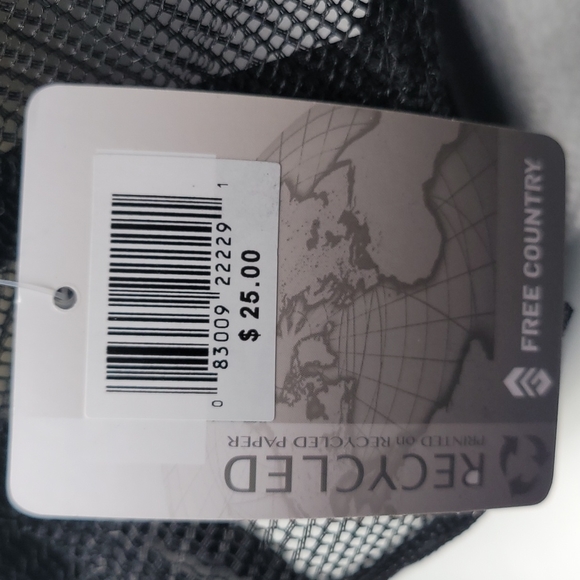 FREE COUNTRY
0 83009 22229 1
$ 25.00
RECYCLED
PRINTED on RECYCLED PAPER